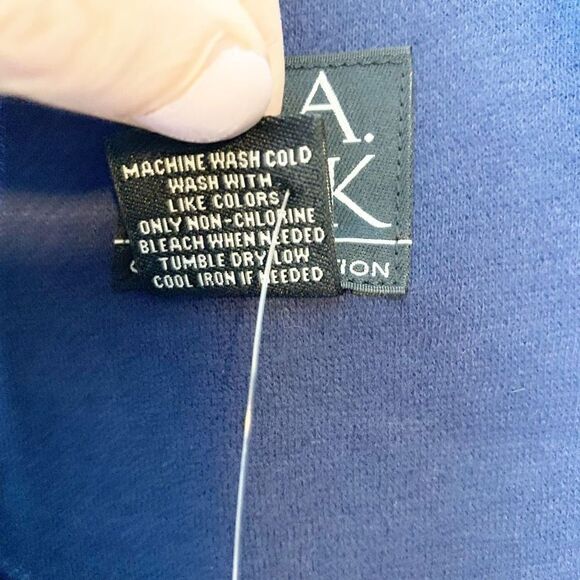 A.
K
TION
MACHINE WASH COLD
WASH WITH
LIKE COLORS
ONLY NON-CHLORINE
BLEACH WHEN NEEDED
TUMBLE DRY LOW
COOL IRON IF NEEDED